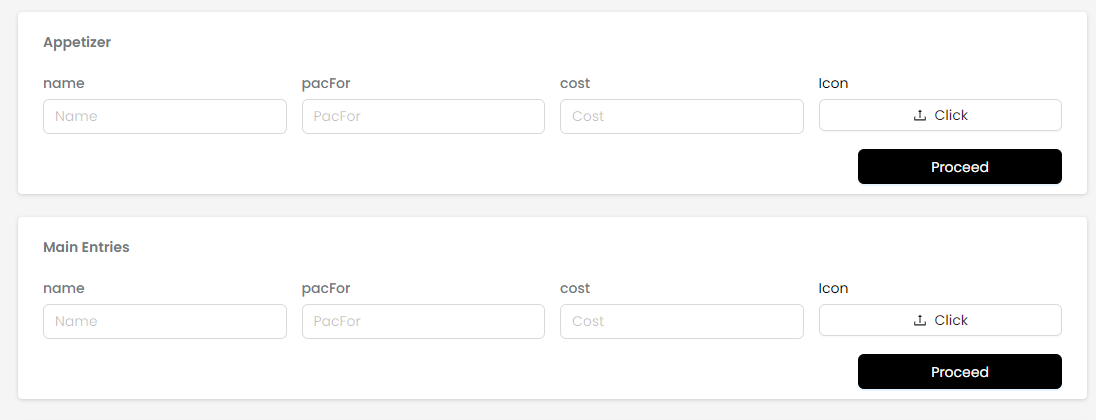 Appetizer
name pacFor cost Icon
Name PacFor Cost Click
Proceed
Main Entries
name pacFor cost Icon
Name PacFor Cost Click
Proceed